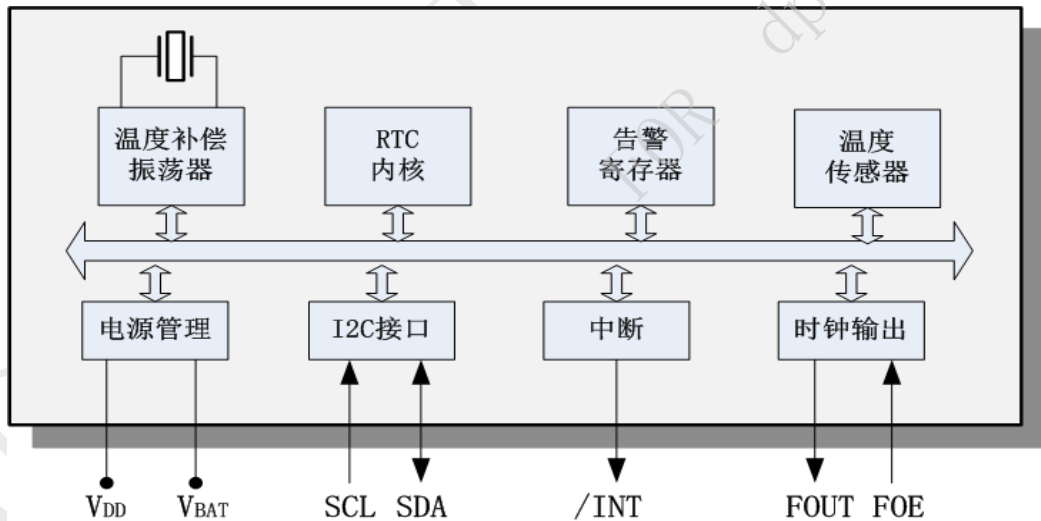 温度补偿
振荡器
RTC
内核
告警
寄存器
温度
传感器
电源管理
I2C接口
中断
时钟输出
VDD
VBAT
SCL
SDA
/INT
FOUT
FOE
FOR
dp